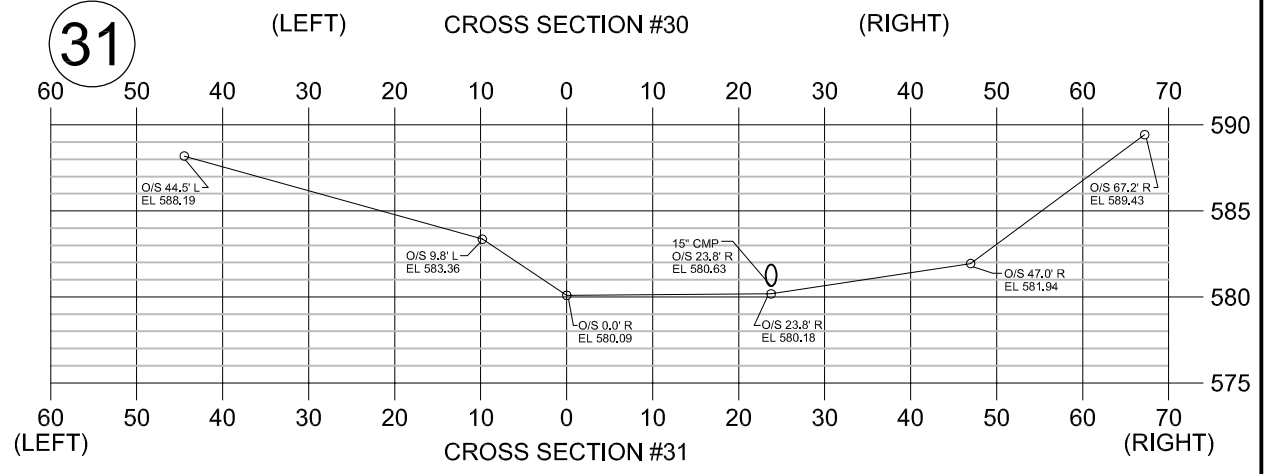 31
(LEFT) CROSS SECTION #30 (RIGHT)
60 50 40 30 20 10 0 10 20 30 40 50 60 70
590
O/S 44.5' L
EL 588.19
O/S 67.2' R
EL 589.43
585
O/S 9.8' L
EL 583.36
15" CMP
O/S 23.8' R
EL 580.63
O/S 47.0' R
EL 581.94
580
O/S 0.0' R
EL 580.09
O/S 23.8' R
EL 580.18
575
60 50 40 30 20 10 0 10 20 30 40 50 60 70
(LEFT) CROSS SECTION #31 (RIGHT)